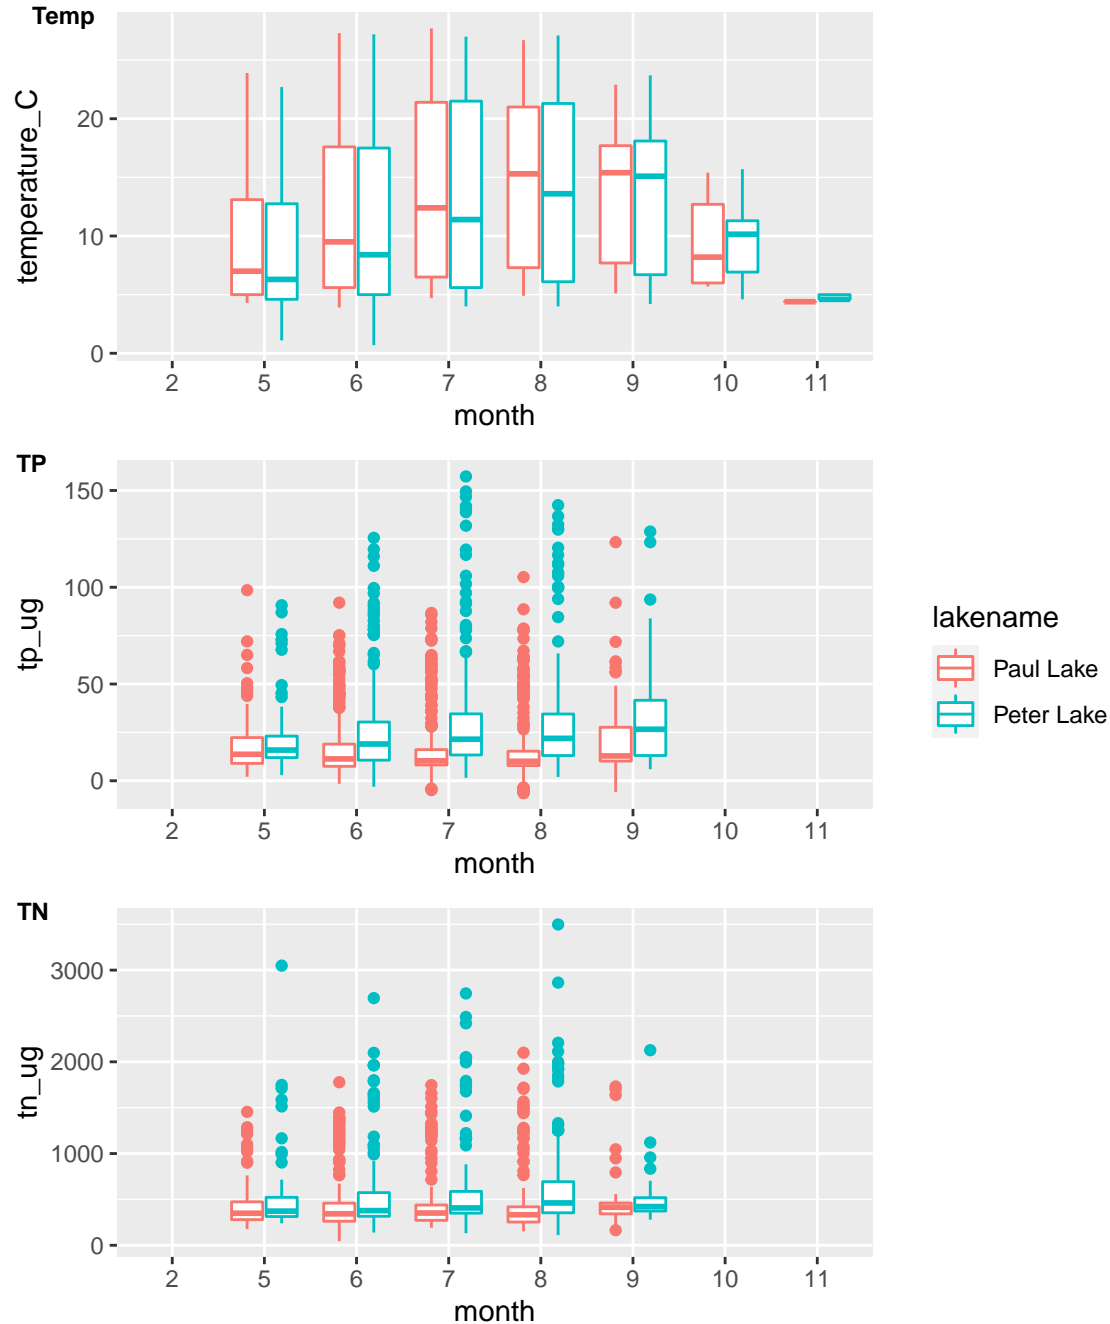 Temp
temperature_C
20
10
0
2 5 6 7 8 9 10 11
month
TP
tp_ug
150
100
50
0
2 5 6 7 8 9 10 11
month
lakename
Paul Lake
Peter Lake
TN
tn_ug
3000
2000
1000
0
2 5 6 7 8 9 10 11
month